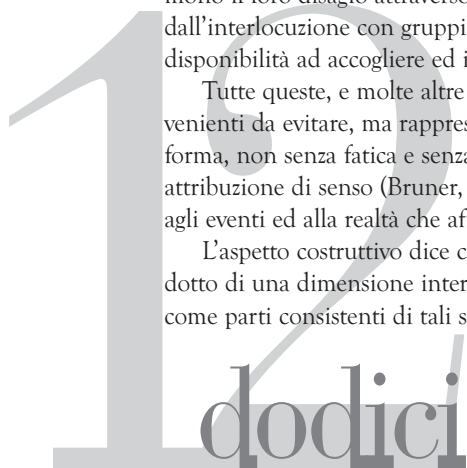 mono il loro disagio attraverso
dall'interlocuzione con gruppi
disponibilità ad accogliere ed i
Tutte queste, e molte altre
venienti da evitare, ma rappres
forma, non senza fatica e senza
attribuzione di senso (Bruner,
agli eventi ed alla realtà che af
L'aspetto costruttivo dice c
dotto di una dimensione inter
come parti consistenti di tali s
12
dodici